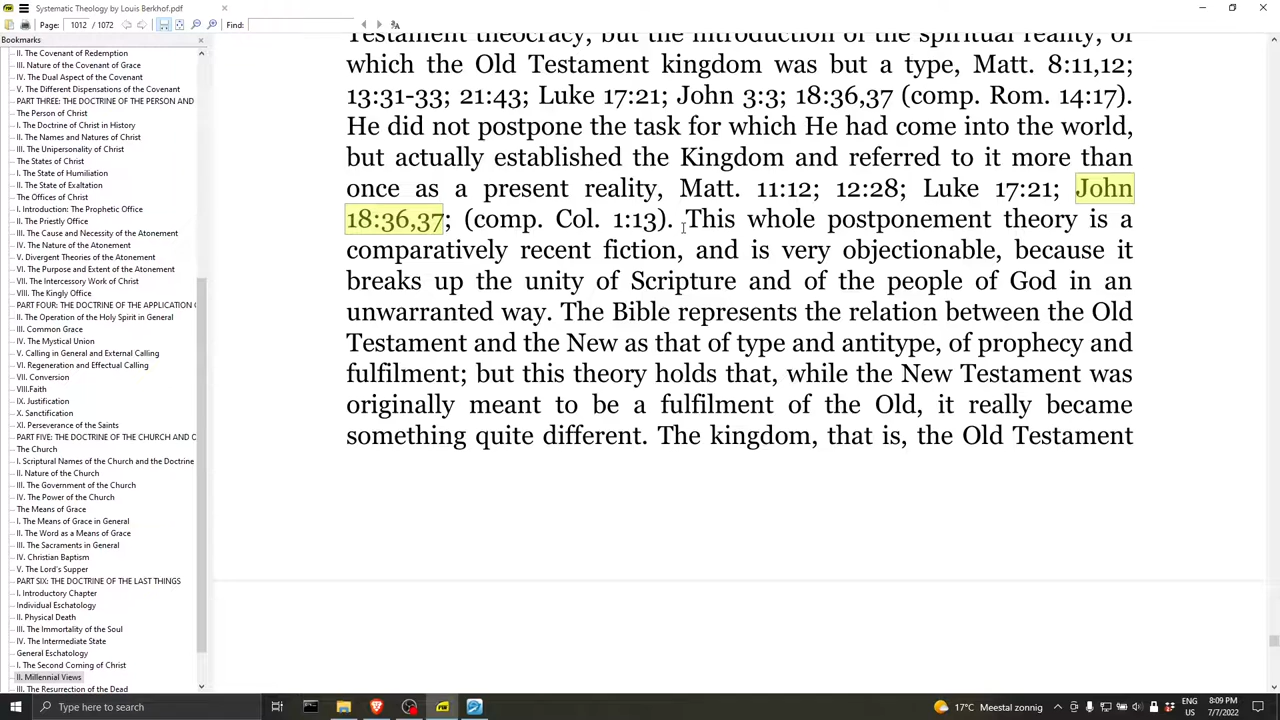 Systematic Theology by Louis Berkhof.pdf
Page: 1012 / 1072 Find:
Bookmarks
II. The Covenant of Redemption
III. Nature of the Covenant of Grace
IV. The Dual Aspect of the Covenant
V. The Different Dispensations of the Covenant
PART THREE: THE DOCTRINE OF THE PERSON AND
The Person of Christ
I. The Doctrine of Christ in History
II. The Names and Natures of Christ
III. The Unipersonality of Christ
The States of Christ
I. The State of Humiliation
II. The State of Exaltation
The Offices of Christ
I. Introduction: The Prophetic Office
II. The Priestly Office
III. The Cause and Necessity of the Atonement
IV. The Nature of the Atonement
V. Divergent Theories of the Atonement
VI. The Purpose and Extent of the Atonement
VII. The Intercessory Work of Christ
VIII. The Kingly Office
PART FOUR: THE DOCTRINE OF THE APPLICATION O
II. The Operation of the Holy Spirit in General
III. Common Grace
IV. The Mystical Union
V. Calling in General and External Calling
VI. Regeneration and Effectual Calling
VII. Conversion
VIII.Faith
IX. Justification
X. Sanctification
XI. Perseverance of the Saints
PART FIVE: THE DOCTRINE OF THE CHURCH AND O
The Church
I. Scriptural Names of the Church and the Doctrine
II. Nature of the Church
III. The Government of the Church
IV. The Power of the Church
The Means of Grace
I. The Means of Grace in General
II. The Word as a Means of Grace
III. The Sacraments in General
IV. Christian Baptism
V. The Lord's Supper
PART SIX: THE DOCTRINE OF THE LAST THINGS
I. Introductory Chapter
Individual Eschatology
II. Physical Death
III. The Immortality of the Soul
IV. The Intermediate State
General Eschatology
I. The Second Coming of Christ
II. Millennial Views
III. The Resurrection of the Dead
Testament theocracy, but the introduction of the spiritual reality, of
which the Old Testament kingdom was but a type, Matt. 8:11,12;
13:31-33; 21:43; Luke 17:21; John 3:3; 18:36,37 (comp. Rom. 14:17).
He did not postpone the task for which He had come into the world,
but actually established the Kingdom and referred to it more than
once as a present reality, Matt. 11:12; 12:28; Luke 17:21; John
18:36,37; (comp. Col. 1:13). This whole postponement theory is a
comparatively recent fiction, and is very objectionable, because it
breaks up the unity of Scripture and of the people of God in an
unwarranted way. The Bible represents the relation between the Old
Testament and the New as that of type and antitype, of prophecy and
fulfilment; but this theory holds that, while the New Testament was
originally meant to be a fulfilment of the Old, it really became
something quite different. The kingdom, that is, the Old Testament
Type here to search
17°C Meestal zonnig
ENG
US
8:09 PM
7/7/2022